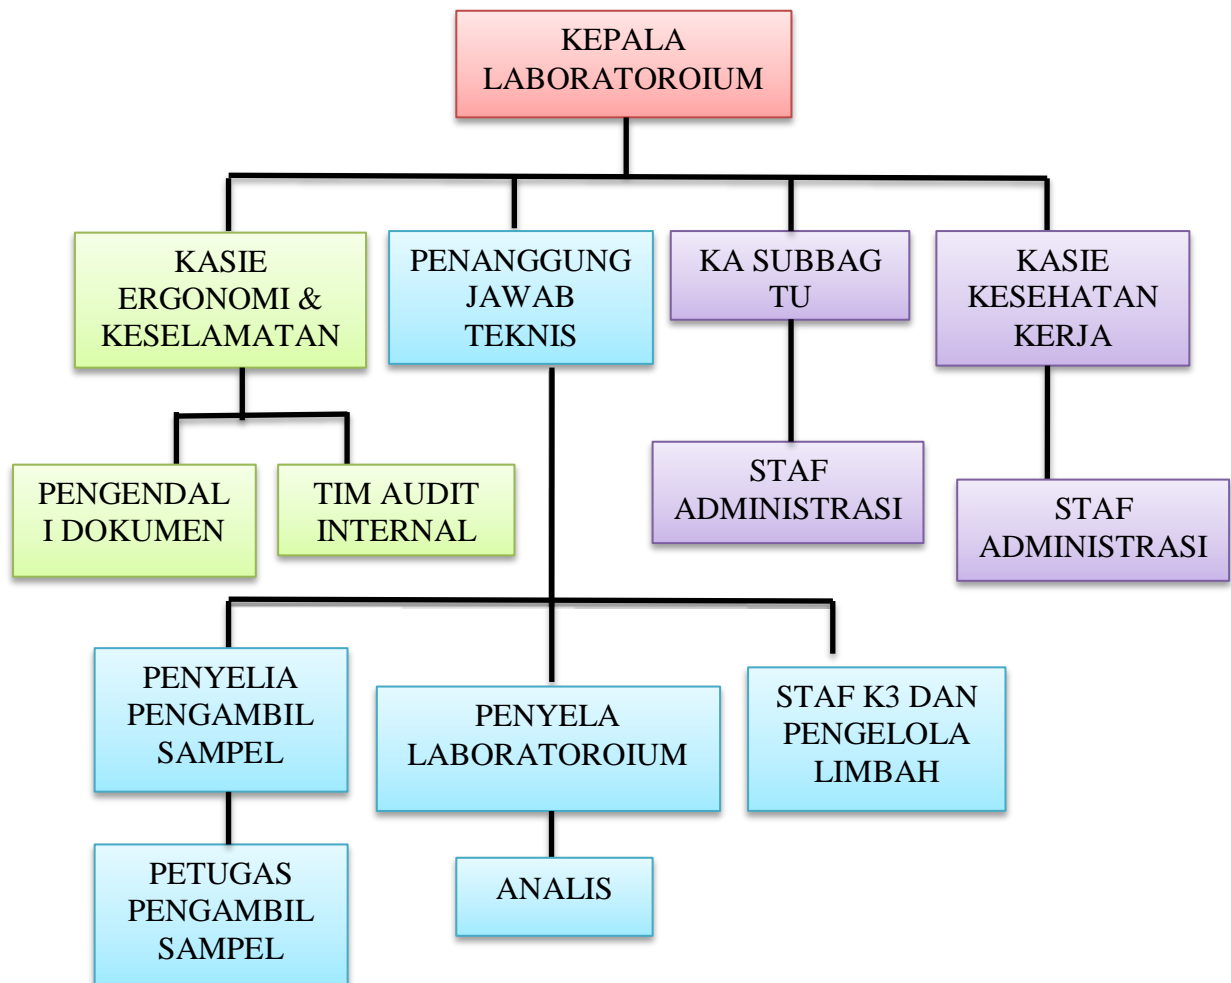 KEPALA
LABORATOROIUM
KASIE
ERGONOMI &
KESELAMATAN
PENANGGUNG
JAWAB
TEKNIS
KA SUBBAG
TU
KASIE
KESEHATAN
KERJA
PENGENDAL
I DOKUMEN
TIM AUDIT
INTERNAL
STAF
ADMINISTRASI
STAF
ADMINISTRASI
PENYELIA
PENGAMBIL
SAMPEL
PENYELA
LABORATOROIUM
STAF K3 DAN
PENGELOLA
LIMBAH
PETUGAS
PENGAMBIL
SAMPEL
ANALIS